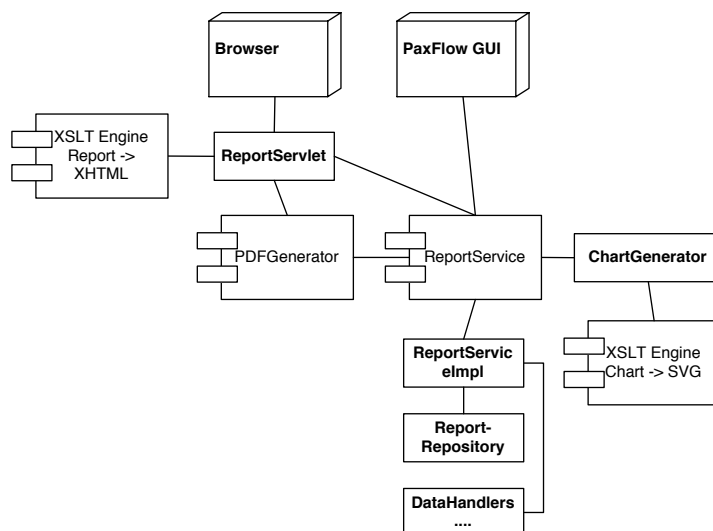 Browser
PaxFlow GUI
XSLT Engine
Report ->
XHTML
ReportServlet
PDFGenerator
ReportService
ChartGenerator
ReportServic
eImpl
XSLT Engine
Chart -> SVG
Report-
Repository
DataHandlers
....